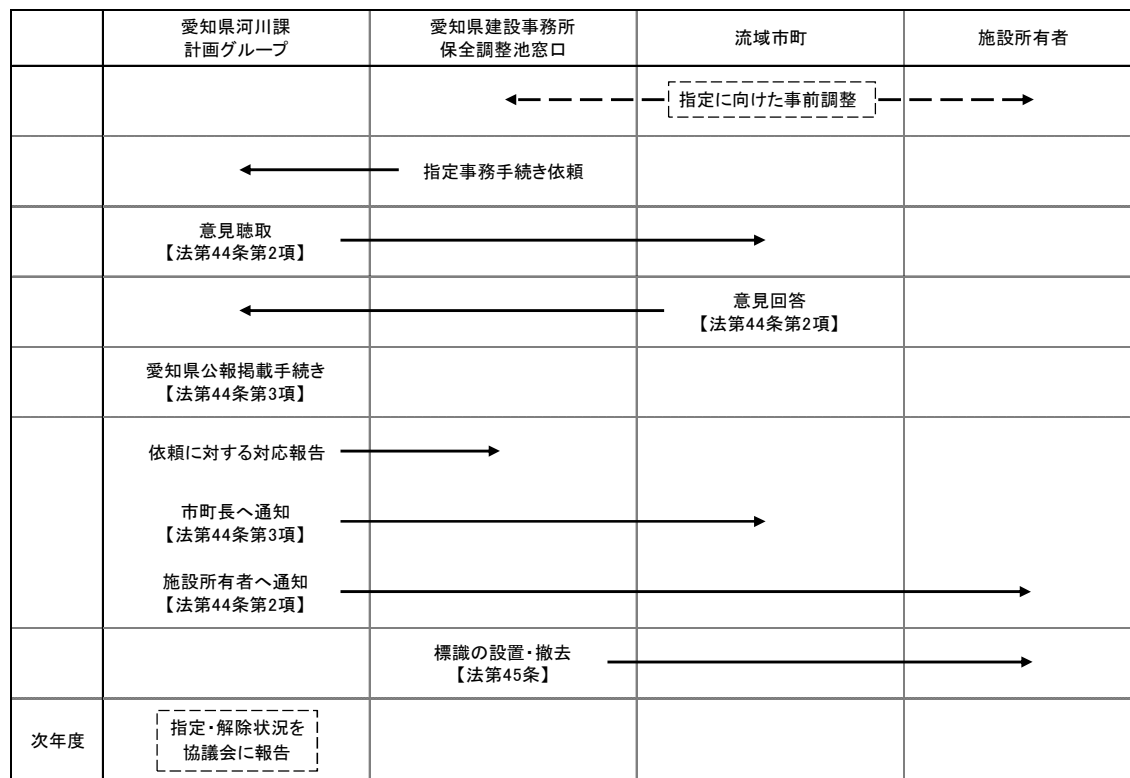 愛知県河川課
計画グループ
愛知県建設事務所
保全調整池窓口
流域市町
施設所有者
指定に向けた事前調整
指定事務手続き依頼
意見聴取
【法第44条第2項】
意見回答
【法第44条第2項】
愛知県公報掲載手続き
【法第44条第3項】
依頼に対する対応報告
市町長へ通知
【法第44条第3項】
施設所有者へ通知
【法第44条第2項】
標識の設置・撤去
【法第45条】
次年度
指定・解除状況を
協議会に報告